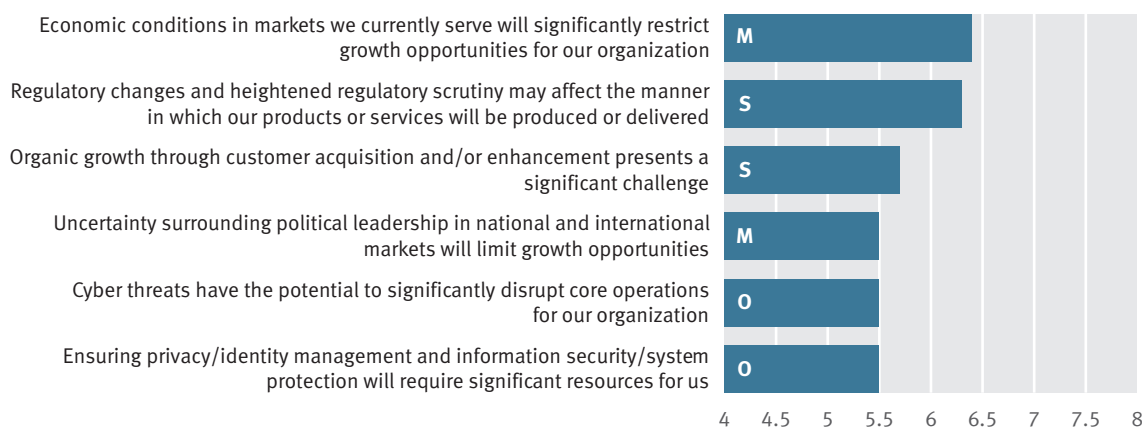 Economic conditions in markets we currently serve will significantly restrict
growth opportunities for our organization
M
Regulatory changes and heightened regulatory scrutiny may affect the manner
in which our products or services will be produced or delivered
S
Organic growth through customer acquisition and/or enhancement presents a
significant challenge
S
Uncertainty surrounding political leadership in national and international
markets will limit growth opportunities
M
Cyber threats have the potential to significantly disrupt core operations
for our organization
O
Ensuring privacy/identity management and information security/system
protection will require significant resources for us
O
4 4.5 5 5.5 6 6.5 7 7.5 8